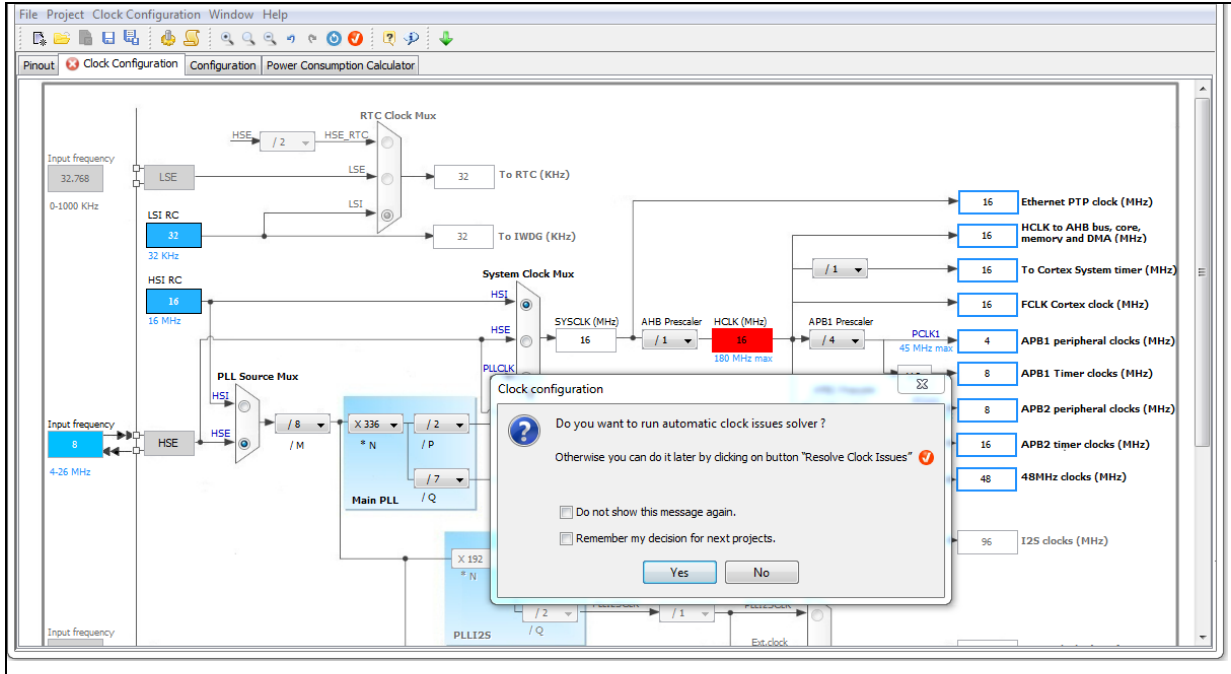 File Project Clock Configuration Window Help
Pinout Clock Configuration Configuration Power Consumption Calculator
RTC Clock Mux
HSE / 2 HSE_RTC
Input frequency
32.768
0-1000 KHz
LSE
LSE
32 To RTC (KHz)
LSI RC
32
32 KHz
LSI
32 To IWDG (KHz)
HSI RC
16
16 MHz
System Clock Mux
HSI
HSE
PLLCLK
SYSCLK (MHz)
16
AHB Prescaler
/ 1
HCLK (MHz)
16
180 MHz max
APB1 Prescaler
/ 4
/ 1
PCLK1
45 MHz max
16 Ethernet PTP clock (MHz)
16 HCLK to AHB bus, core,
memory and DMA (MHz)
16 To Cortex System timer (MHz)
16 FCLK Cortex clock (MHz)
4 APB1 peripheral clocks (MHz)
8 APB1 Timer clocks (MHz)
8 APB2 peripheral clocks (MHz)
16 APB2 timer clocks (MHz)
48 48MHz clocks (MHz)
96 I2S clocks (MHz)
PLL Source Mux
HSI
HSE
Input frequency
8
4-26 MHz
HSE
/ 8
/ M
X 336
* N
/ 2
/ P
/ 7
/ Q
Main PLL
X 192
* N
/ 2
/ Q
PLLI2S
/ 1
Ext.clock
Input frequency
Clock configuration
Do you want to run automatic clock issues solver ?
Otherwise you can do it later by clicking on button "Resolve Clock Issues"
Do not show this message again.
Remember my decision for next projects.
Yes No